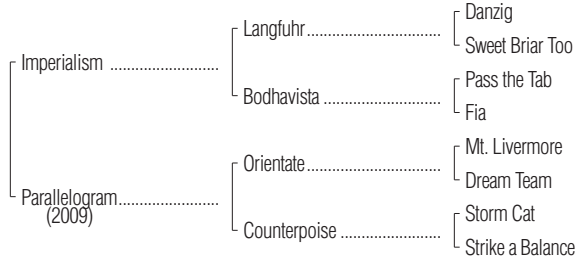 Danzig
Langfuhr
Sweet Briar Too
Imperialism
Pass the Tab
Bodhavista
Fia
Mt. Livermore
Orientate
Dream Team
Parallelogram
(2009)
Storm Cat
Counterpoise
Strike a Balance